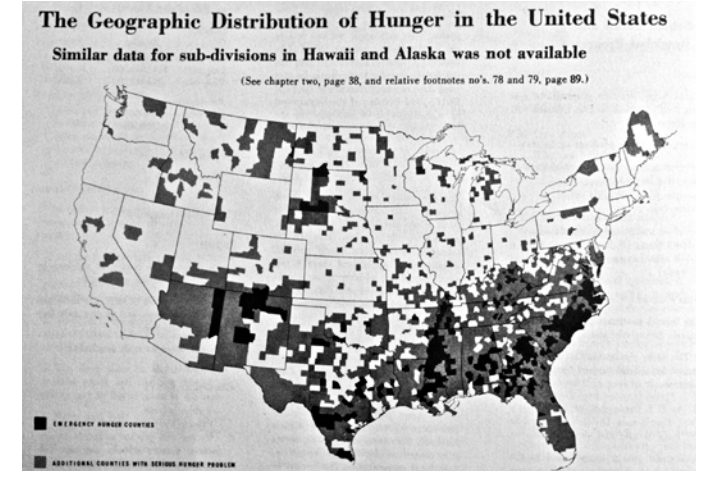 The Geographic Distribution of Hunger in the United States
Similar data for sub-divisions in Hawaii and Alaska was not available
(See chapter two, page 38, and relative footnotes no's. 78 and 79, page 89.)
EMERGENCY HUNGER COUNTIES
ADDITIONAL COUNTIES WITH SERIOUS HUNGER PROBLEM